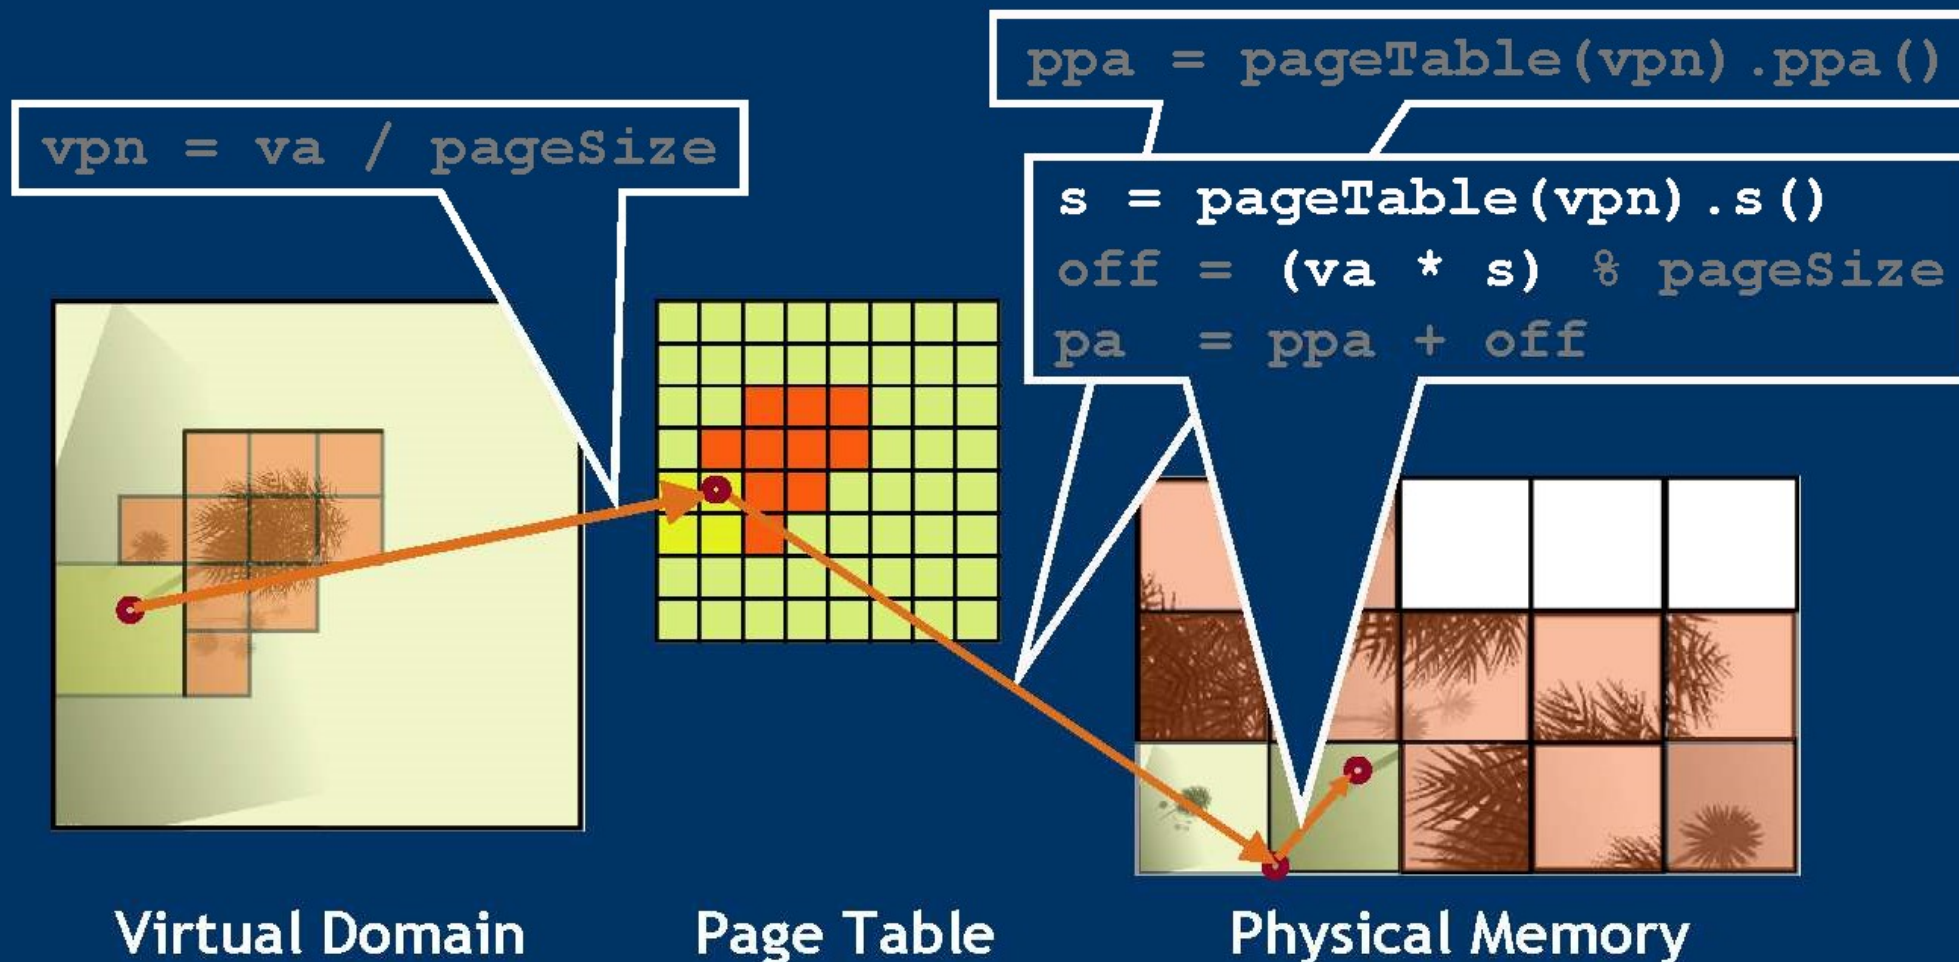 ppa = pageTable(vpn).ppa()
vpn = va / pageSize
s = pageTable(vpn).s()
off = (va * s) % pageSize
pa = ppa + off
Virtual Domain
Page Table
Physical Memory